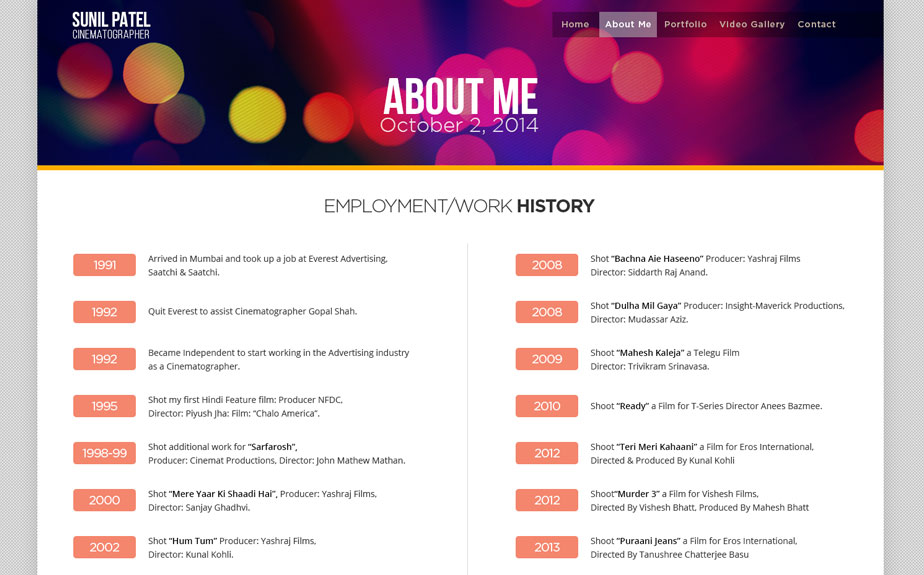 SUNIL PATEL
CINEMATOGRAPHER
Home About Me Portfolio Video Gallery Contact
ABOUT ME
October 2, 2014
EMPLOYMENT/WORK HISTORY
1991
Arrived in Mumbai and took up a job at Everest Advertising,
Saatchi & Saatchi.
1992
Quit Everest to assist Cinematographer Gopal Shah.
1992
Became Independent to start working in the Advertising industry
as a Cinematographer.
1995
Shot my first Hindi Feature film: Producer NFDC,
Director: Piyush Jha: Film: “Chalo America”.
1998-99
Shot additional work for “Sarfarosh”,
Producer: Cinemat Productions, Director: John Mathew Mathan.
2000
Shot “Mere Yaar Ki Shaadi Hai”, Producer: Yashraj Films,
Director: Sanjay Ghadhvi.
2002
Shot “Hum Tum” Producer: Yashraj Films,
Director: Kunal Kohli.
2008
Shot “Bachna Aie Haseeno” Producer: Yashraj Films
Director: Siddarth Raj Anand.
2008
Shot “Dulha Mil Gaya” Producer: Insight-Maverick Productions,
Director: Mudassar Aziz.
2009
Shoot “Mahesh Kaleja” a Telegu Film
Director: Trivikram Srinavasa.
2010
Shoot “Ready” a Film for T-Series Director Anees Bazmee.
2012
Shoot “Teri Meri Kahaani” a Film for Eros International,
Directed & Produced By Kunal Kohli
2012
Shoot“Murder 3” a Film for Vishesh Films,
Directed By Vishesh Bhatt, Produced By Mahesh Bhatt
2013
Shoot “Puraani Jeans” a Film for Eros International,
Directed By Tanushree Chatterjee Basu